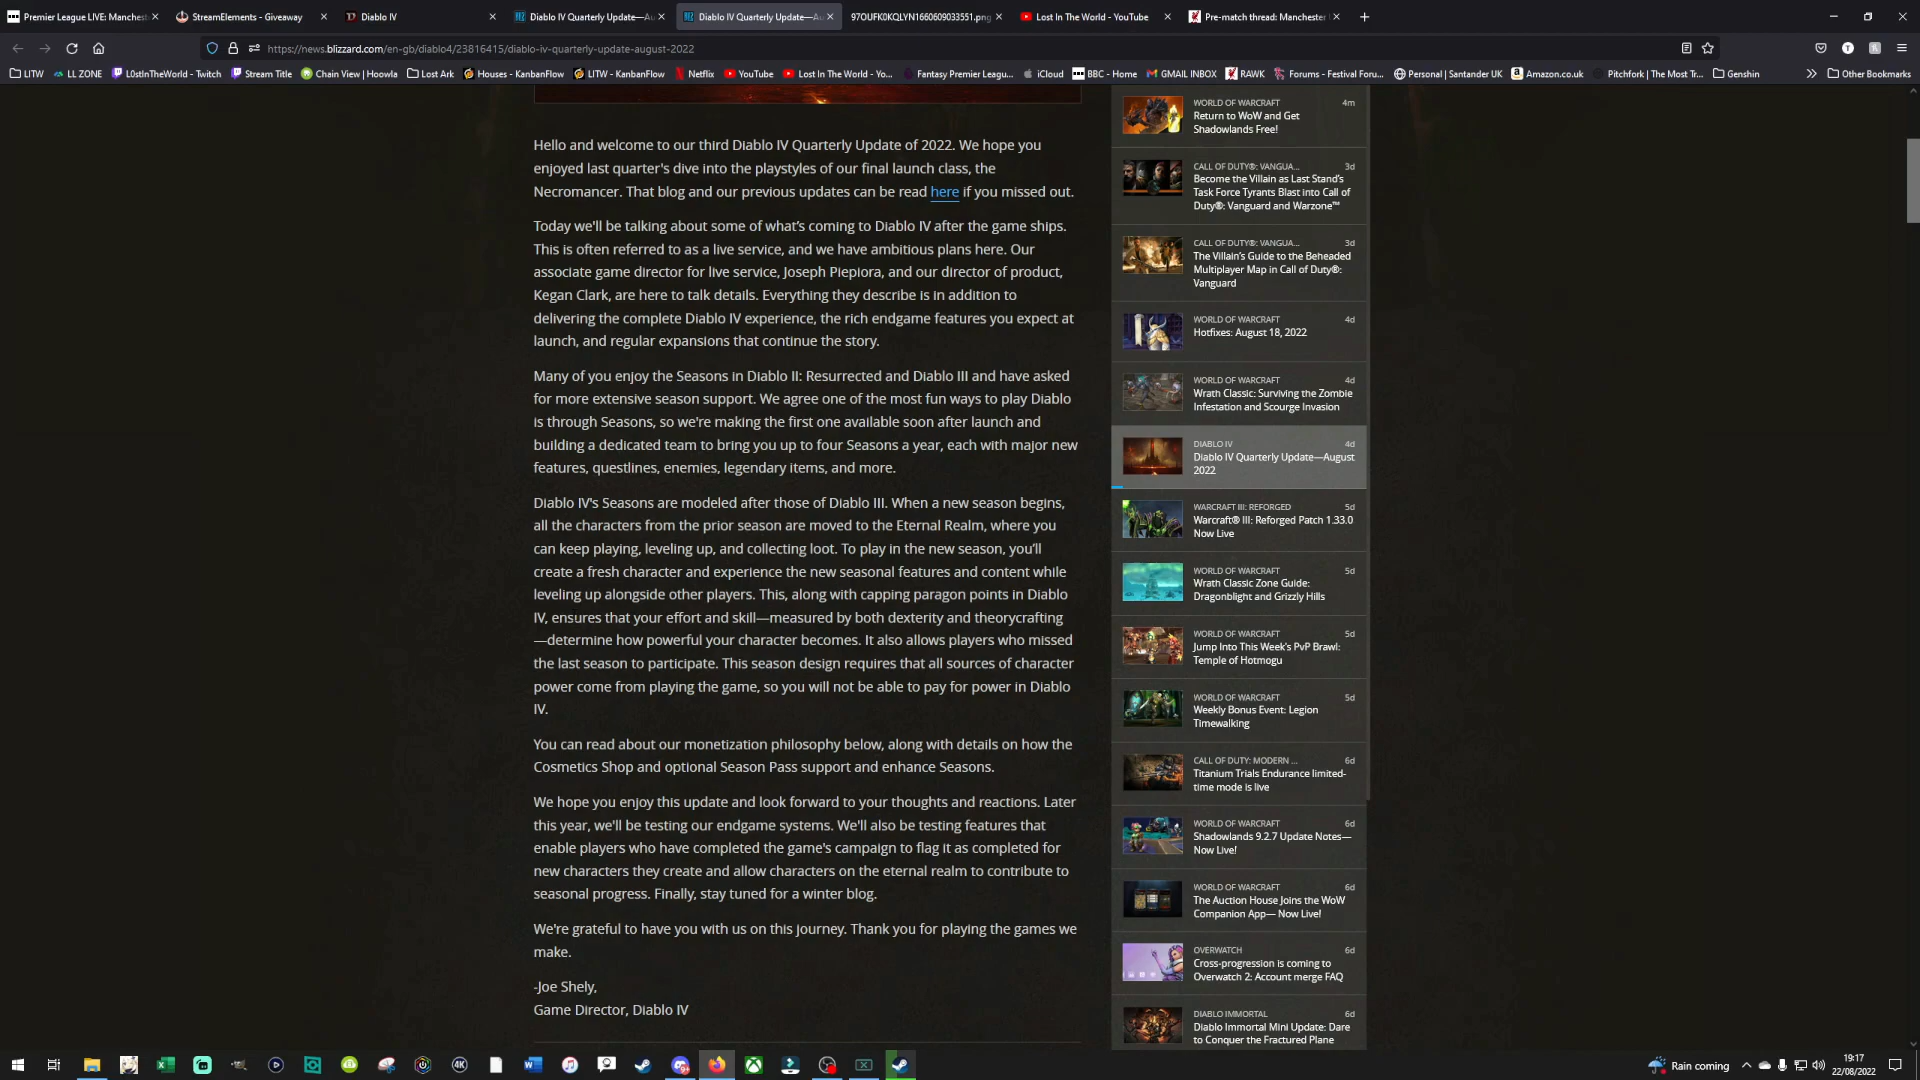 Premier League LIVE: Manchest
StreamElements - Giveaway
Diablo IV
Diablo IV Quarterly Update—Au
Diablo IV Quarterly Update—Au
97OUFK0KQLYN1660609033551.png
Lost In The World - YouTube
Pre-match thread: Manchester
https://news.blizzard.com/en-gb/diablo4/23816415/diablo-iv-quarterly-update-august-2022
LITW
LL ZONE
L0stInTheWorld - Twitch
Stream Title
Chain View | Hoowla
Lost Ark
Houses - KanbanFlow
LITW - KanbanFlow
Netflix
YouTube
Lost In The World - Yo...
Fantasy Premier Leag...
iCloud
BBC - Home
GMAIL INBOX
RAWK
Forums - Festival Foru...
Personal | Santander UK
Amazon.co.uk
Pitchfork | The Most Tr...
Genshin
Other Bookmarks
Hello and welcome to our third Diablo IV Quarterly Update of 2022. We hope you
enjoyed last quarter's dive into the playstyles of our final launch class, the
Necromancer. That blog and our previous updates can be read here if you missed out.
Today we'll be talking about some of what's coming to Diablo IV after the game ships.
This is often referred to as a live service, and we have ambitious plans here. Our
associate game director for live service, Joseph Piepiora, and our director of product,
Kegan Clark, are here to talk details. Everything they describe is in addition to
delivering the complete Diablo IV experience, the rich endgame features you expect at
launch, and regular expansions that continue the story.
Many of you enjoy the Seasons in Diablo II: Resurrected and Diablo III and have asked
for more extensive season support. We agree one of the most fun ways to play Diablo
is through Seasons, so we're making the first one available soon after launch and
building a dedicated team to bring you up to four Seasons a year, each with major new
features, questlines, enemies, legendary items, and more.
Diablo IV's Seasons are modeled after those of Diablo III. When a new season begins,
all the characters from the prior season are moved to the Eternal Realm, where you
can keep playing, leveling up, and collecting loot. To play in the new season, you'll
create a fresh character and experience the new seasonal features and content while
leveling up alongside other players. This, along with capping paragon points in Diablo
IV, ensures that your effort and skill—measured by both dexterity and theorycrafting
—determine how powerful your character becomes. It also allows players who missed
the last season to participate. This season design requires that all sources of character
power come from playing the game, so you will not be able to pay for power in Diablo
IV.
You can read about our monetization philosophy below, along with details on how the
Cosmetics Shop and optional Season Pass support and enhance Seasons.
We hope you enjoy this update and look forward to your thoughts and reactions. Later
this year, we'll be testing our endgame systems. We'll also be testing features that
enable players who have completed the game's campaign to flag it as completed for
new characters they create and allow characters on the eternal realm to contribute to
seasonal progress. Finally, stay tuned for a winter blog.
We're grateful to have you with us on this journey. Thank you for playing the games we
make.
-Joe Shely,
Game Director, Diablo IV
WORLD OF WARCRAFT 4m
Return to WoW and Get
Shadowlands Free!
CALL OF DUTY®: VANGUA... 3d
Become the Villain as Last Stand's
Task Force Tyrants Blast into Call of
Duty®: Vanguard and Warzone™
CALL OF DUTY®: VANGUA... 3d
The Villain's Guide to the Beheaded
Multiplayer Map in Call of Duty®:
Vanguard
WORLD OF WARCRAFT 4d
Hotfixes: August 18, 2022
WORLD OF WARCRAFT 4d
Wrath Classic: Surviving the Zombie
Infestation and Scourge Invasion
DIABLO IV 4d
Diablo IV Quarterly Update—August
2022
WARCRAFT III: REFORGED 5d
Warcraft® III: Reforged Patch 1.33.0
Now Live
WORLD OF WARCRAFT 5d
Wrath Classic Zone Guide:
Dragonblight and Grizzly Hills
WORLD OF WARCRAFT 5d
Jump Into This Week's PvP Brawl:
Temple of Hotmogu
WORLD OF WARCRAFT 5d
Weekly Bonus Event: Legion
Timewalking
CALL OF DUTY: MODERN ... 6d
Titanium Trials Endurance limited-
time mode is live
WORLD OF WARCRAFT 6d
Shadowlands 9.2.7 Update Notes—
Now Live!
WORLD OF WARCRAFT 6d
The Auction House Joins the WoW
Companion App— Now Live!
OVERWATCH 6d
Cross-progression is coming to
Overwatch 2: Account merge FAQ
DIABLO IMMORTAL 6d
Diablo Immortal Mini Update: Dare
to Conquer the Fractured Plane
Rain coming
19:17
22/08/2022